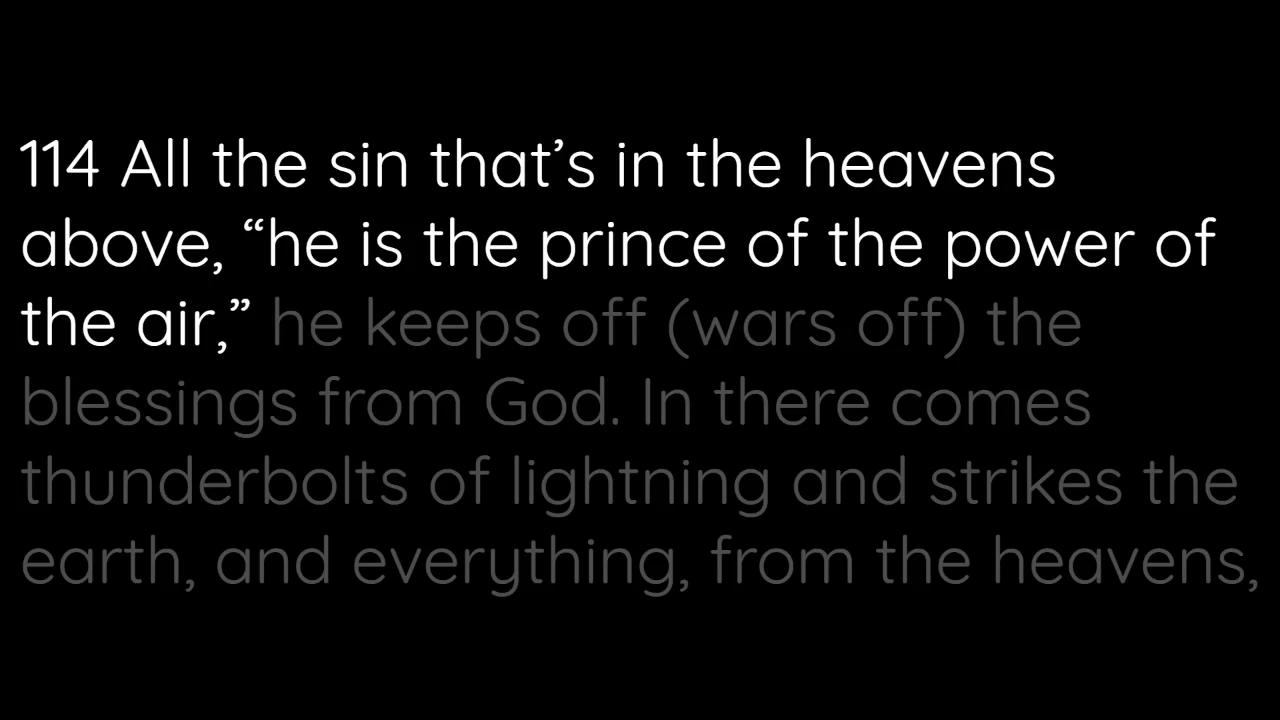 114 All the sin that’s in the heavens
above, “he is the prince of the power of
the air,” he keeps off (wars off) the
blessings from God. In there comes
thunderbolts of lightning and strikes the
earth, and everything, from the heavens,